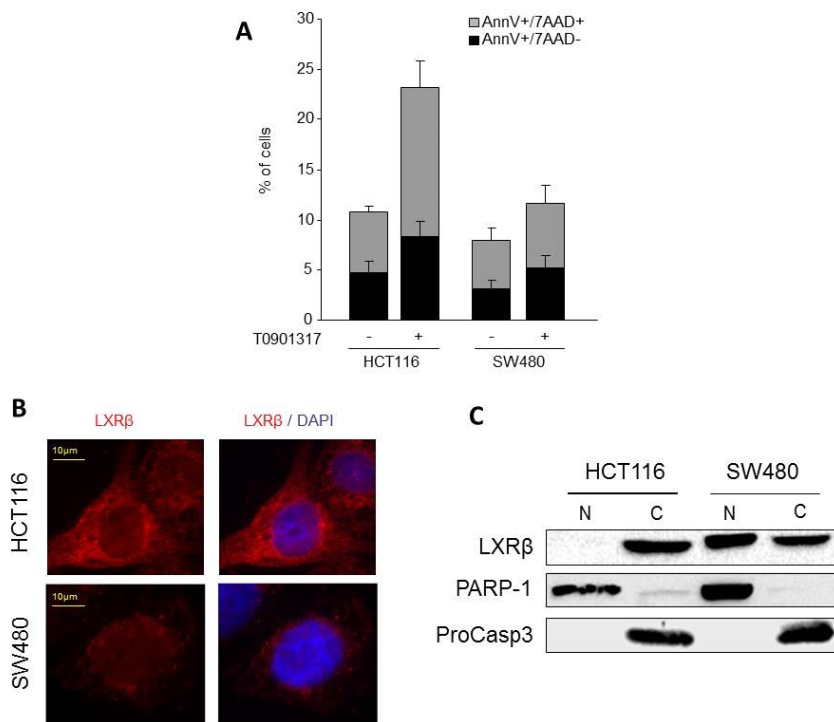 A
30
25
20
15
10
5
0
% of cells
AnnV+/7AAD+
AnnV+/7AAD-
T0901317 - + - +
HCT116 SW480
B
LXRβ LXRβ / DAPI
HCT116
10µm
SW480
10µm
C
HCT116 SW480
N C N C
LXRβ
PARP-1
ProCasp3